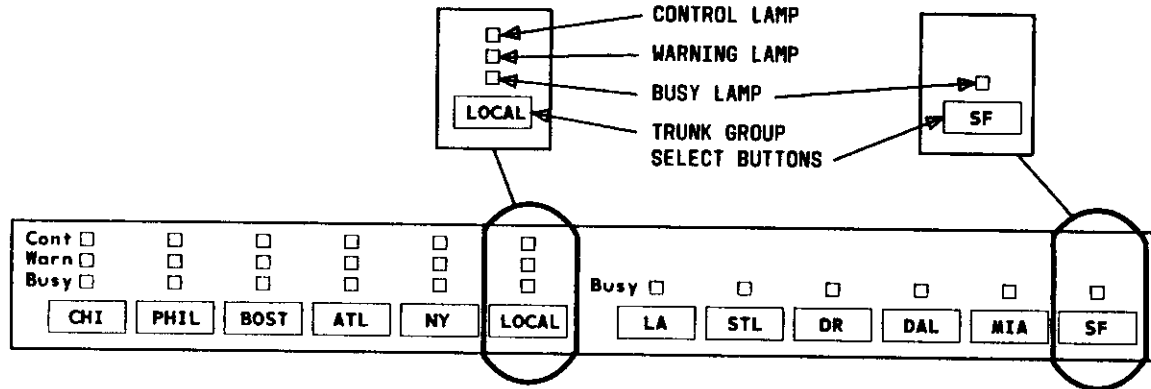 CONTROL LAMP
WARNING LAMP
BUSY LAMP
LOCAL
TRUNK GROUP
SELECT BUTTONS
SF
Cont
Warn
Busy
CHI PHIL BOST ATL NY LOCAL
Busy
LA STL DR DAL MIA SF